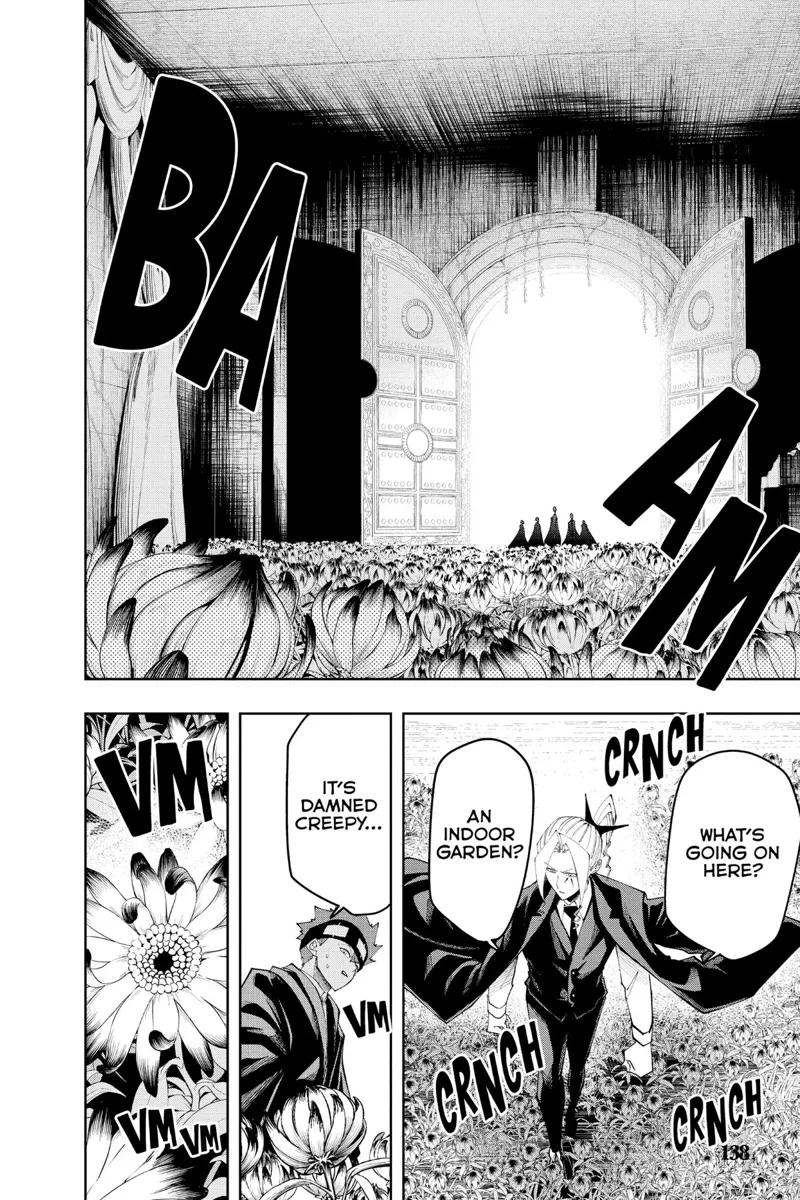 BA
AM
CRNCH
WHAT'S
GOING ON
HERE?
AN
INDOOR
GARDEN?
CRNCH
CRNCH
IT'S
DAMNED
CREEPY...
VM
VM
VM
VM
VM
138